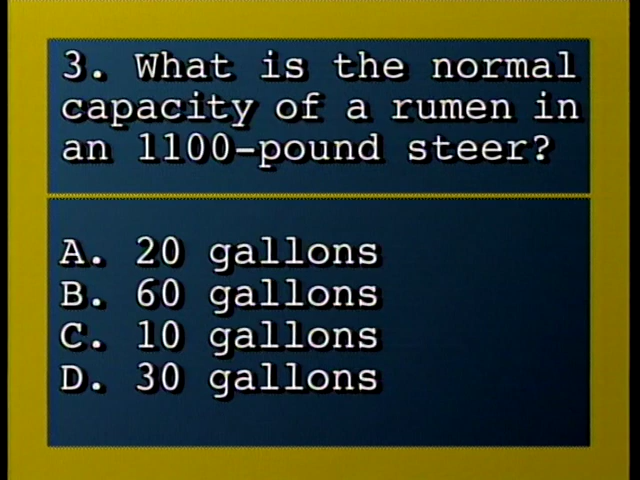 3. What is the normal
capacity of a rumen in
an 1100-pound steer?
A. 20 gallons
B. 60 gallons
C. 10 gallons
D. 30 gallons